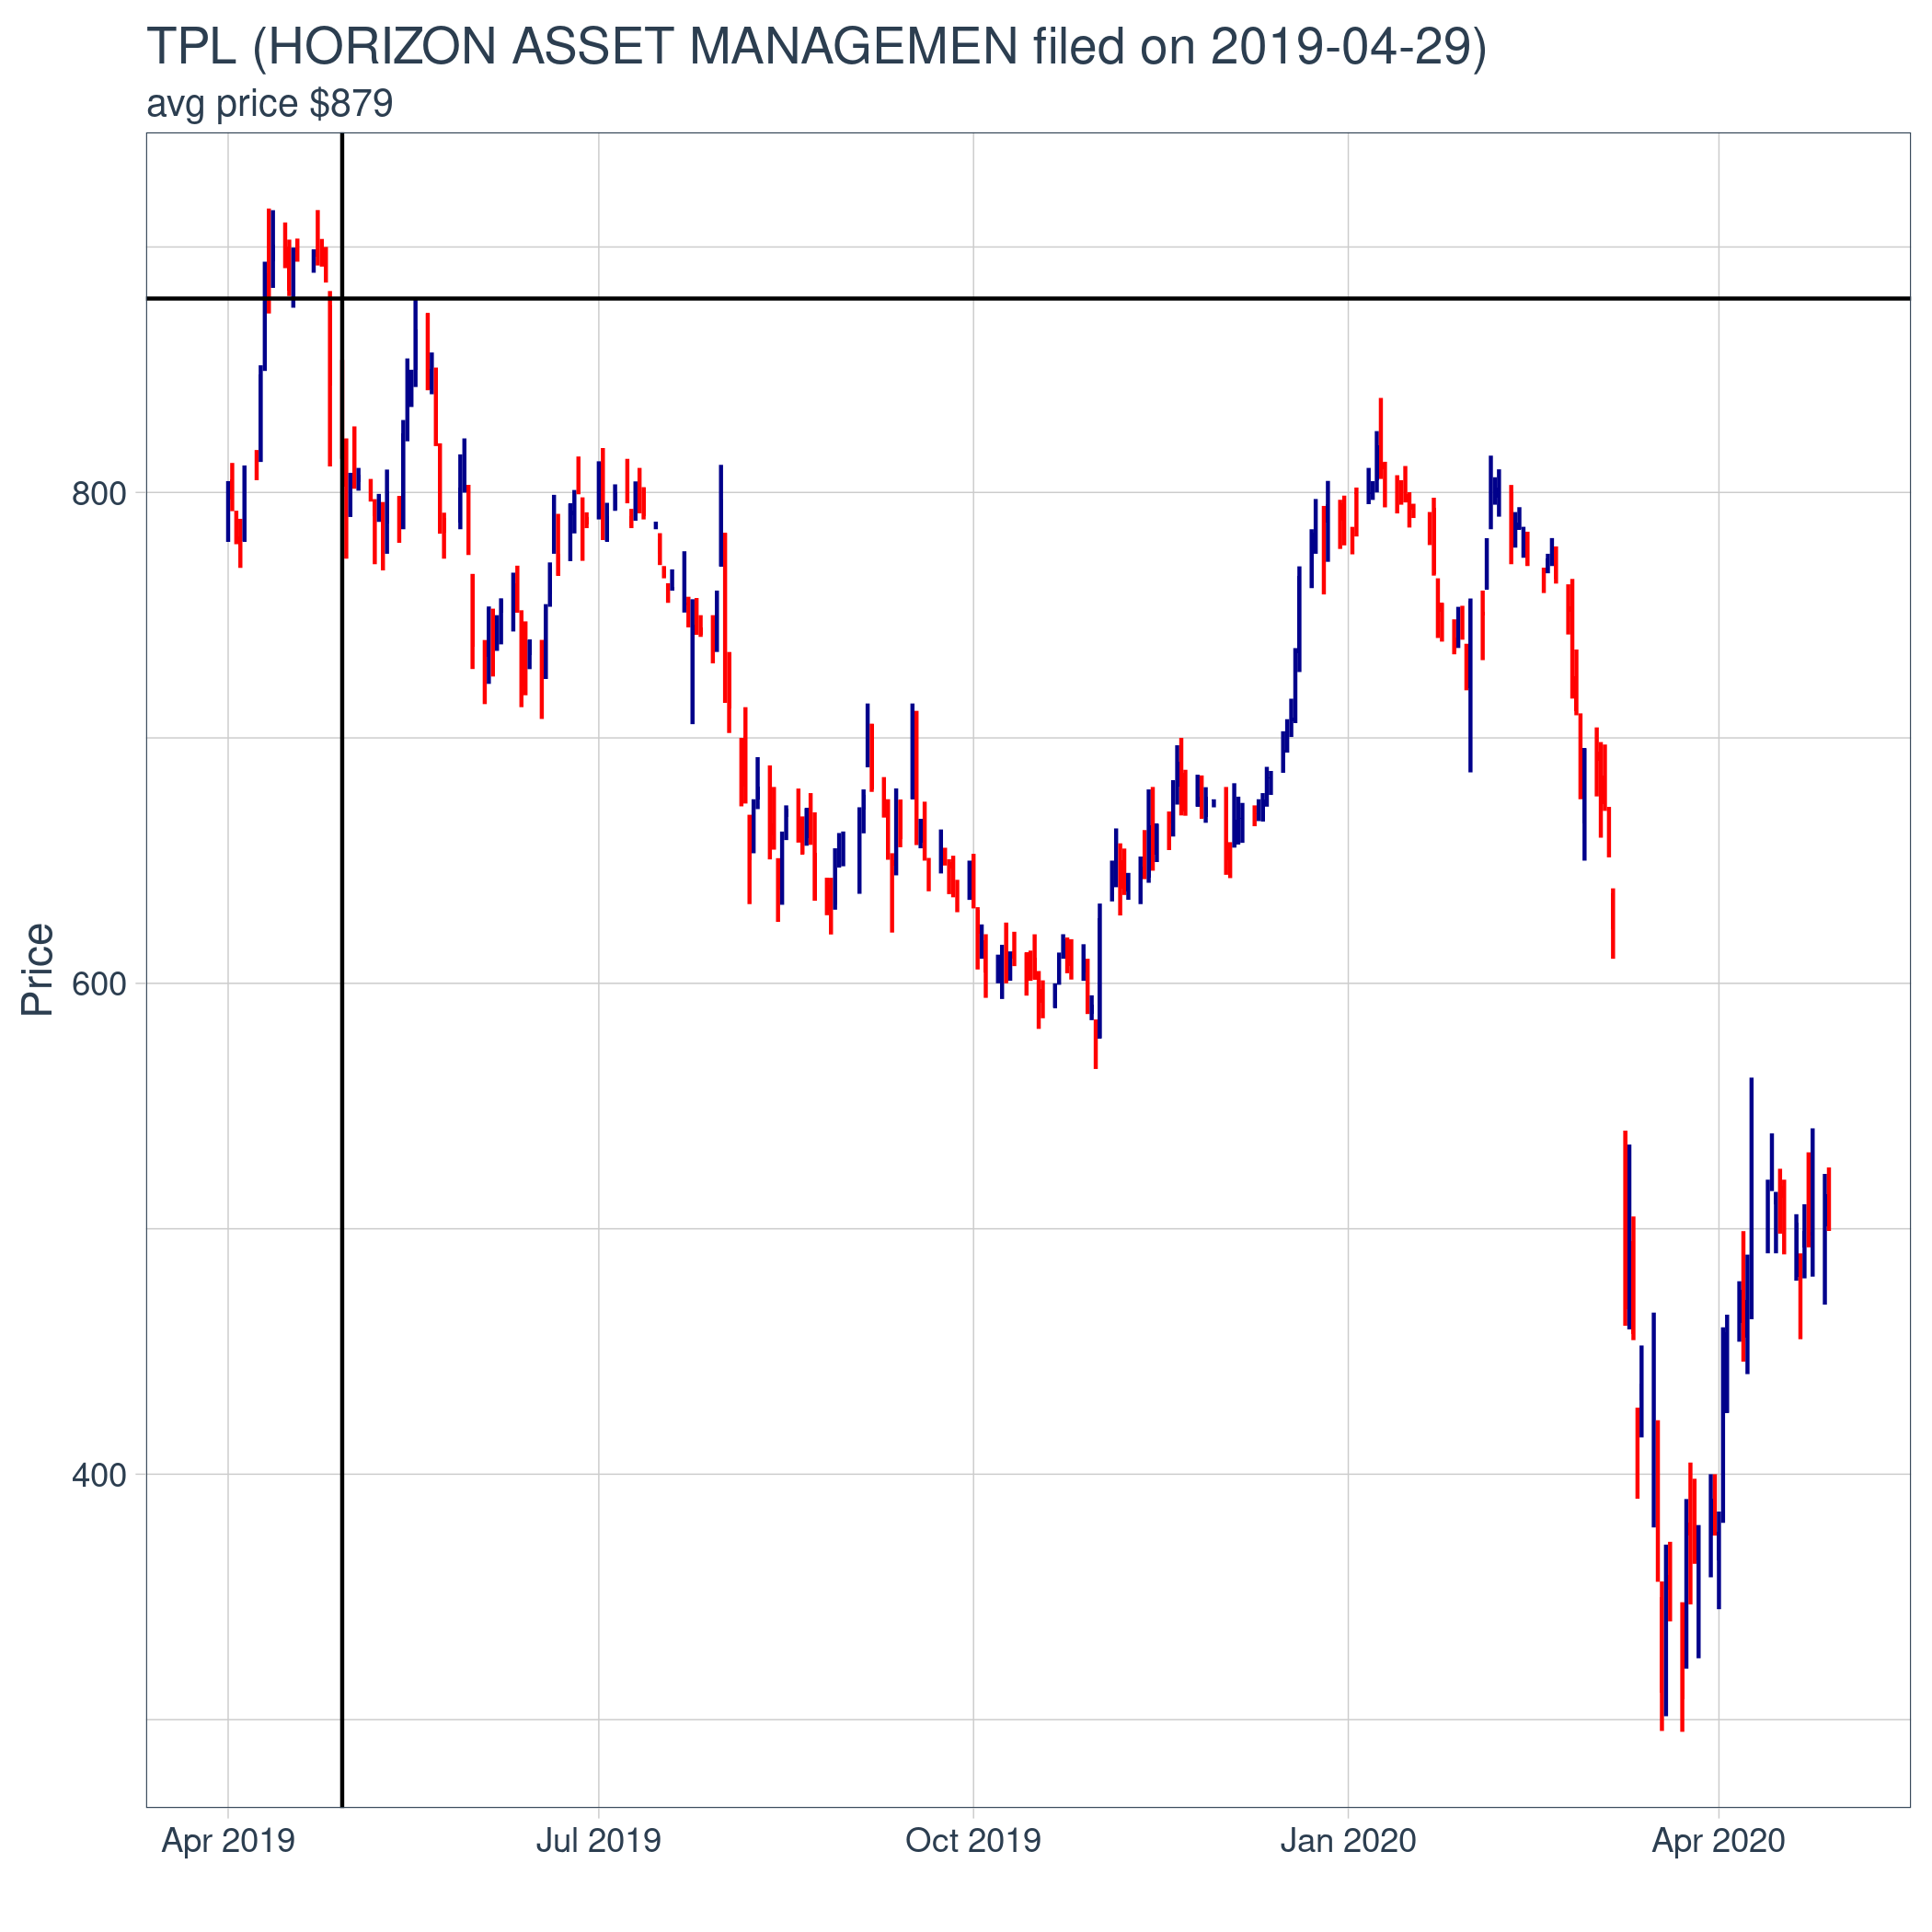 TPL (HORIZON ASSET MANAGEMEN filed on 2019-04-29)
avg price $879
Price
800
600
400
Apr 2019
Jul 2019
Oct 2019
Jan 2020
Apr 2020